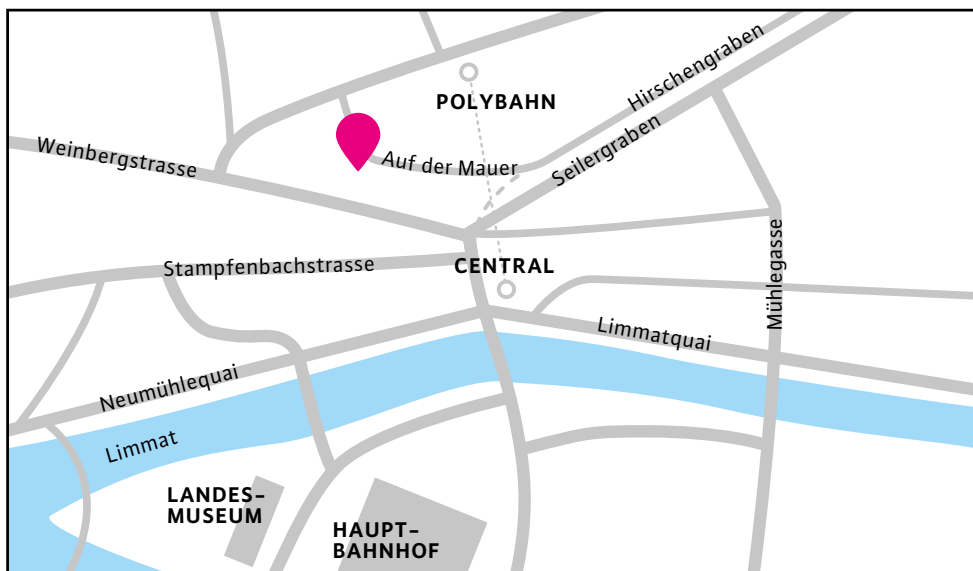 Hirschengraben
POLYBAHN
Seilergraben
Weinbergstrasse
Auf der Mauer
Stampfenbachstrasse
CENTRAL
Mühlegasse
Limmatquai
Neumühlequai
Limmat
LANDES-
MUSEUM
HAUPT-
BAHNHOF